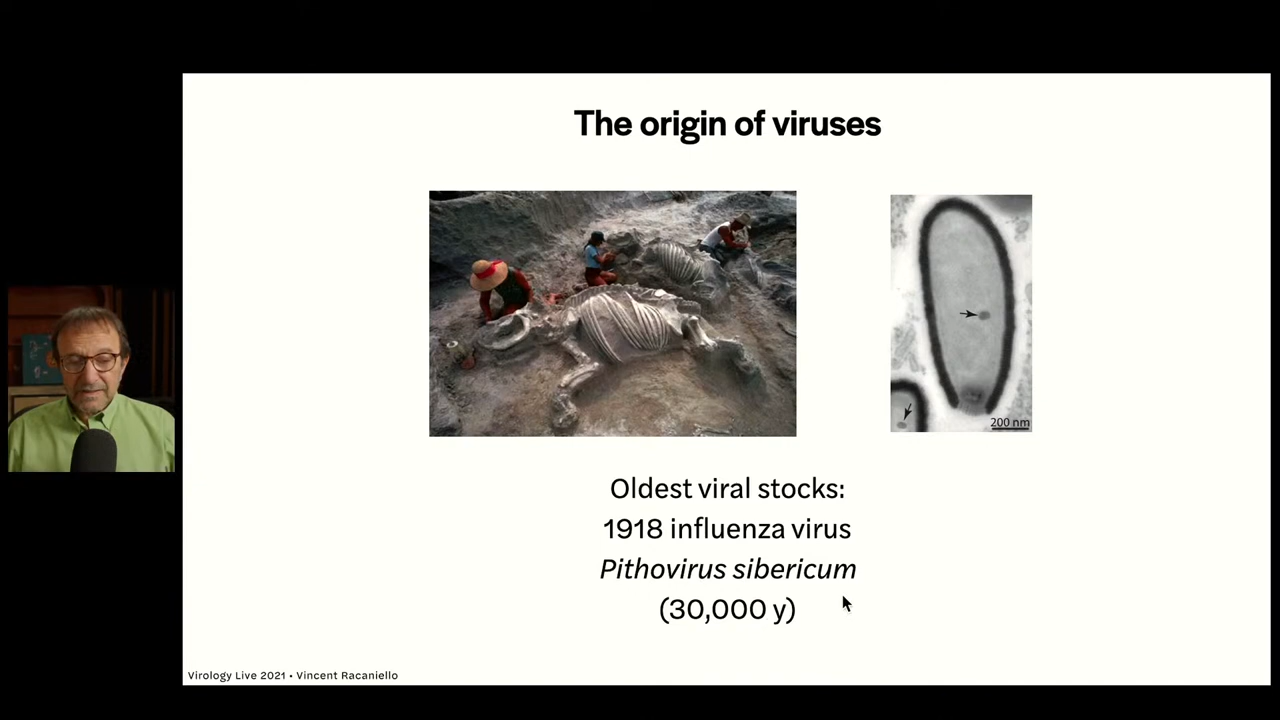 The origin of viruses
200 nm
Oldest viral stocks:
1918 influenza virus
Pithovirus sibericum
(30,000 y)
Virology Live 2021 • Vincent Racaniello